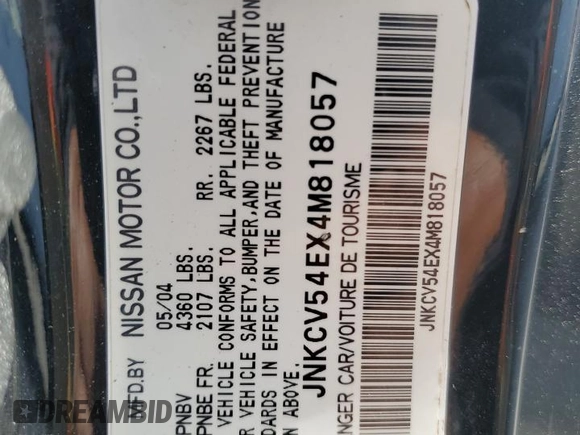 MFD.BY NISSAN MOTOR CO.,LTD
05/04
PNBV 4360 LBS.
PNBE FR. 2107 LBS. RR. 2267 LBS.
VEHICLE CONFORMS TO ALL APPLICABLE FEDERAL
VEHICLE SAFETY,BUMPER,AND THEFT PREVENTION
DARDS IN EFFECT ON THE DATE OF MANUFACTURE
N ABOVE.
JNKCV54EX4M818057
NGER CAR/VOITURE DE TOURISME
JNKCV54EX4M818057
DREAMBID